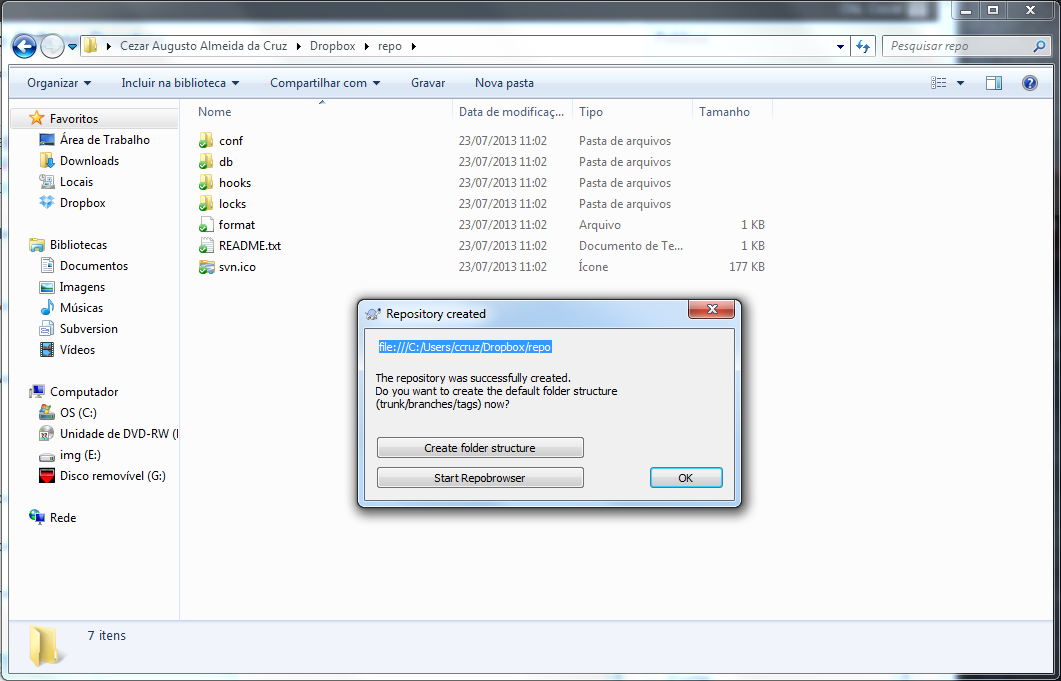 Cezar Augusto Almeida da Cruz Dropbox repo
Pesquisar repo
Organizar Incluir na biblioteca Compartilhar com Gravar Nova pasta
Nome Data de modificaç... Tipo Tamanho
Favoritos
Área de Trabalho
Downloads
Locais
Dropbox
Bibliotecas
Documentos
Imagens
Músicas
Subversion
Vídeos
Computador
OS (C:)
Unidade de DVD-RW (
img (E:)
Disco removível (G:)
Rede
conf 23/07/2013 11:02 Pasta de arquivos
db 23/07/2013 11:02 Pasta de arquivos
hooks 23/07/2013 11:02 Pasta de arquivos
locks 23/07/2013 11:02 Pasta de arquivos
format 23/07/2013 11:02 Arquivo 1 KB
README.txt 23/07/2013 11:02 Documento de Te... 1 KB
svn.ico 23/07/2013 11:02 Ícone 177 KB
Repository created
file:///C:/Users/ccruz/Dropbox/repo
The repository was successfully created.
Do you want to create the default folder structure
(trunk/branches/tags) now?
Create folder structure
Start Repobrowser
OK
7 itens